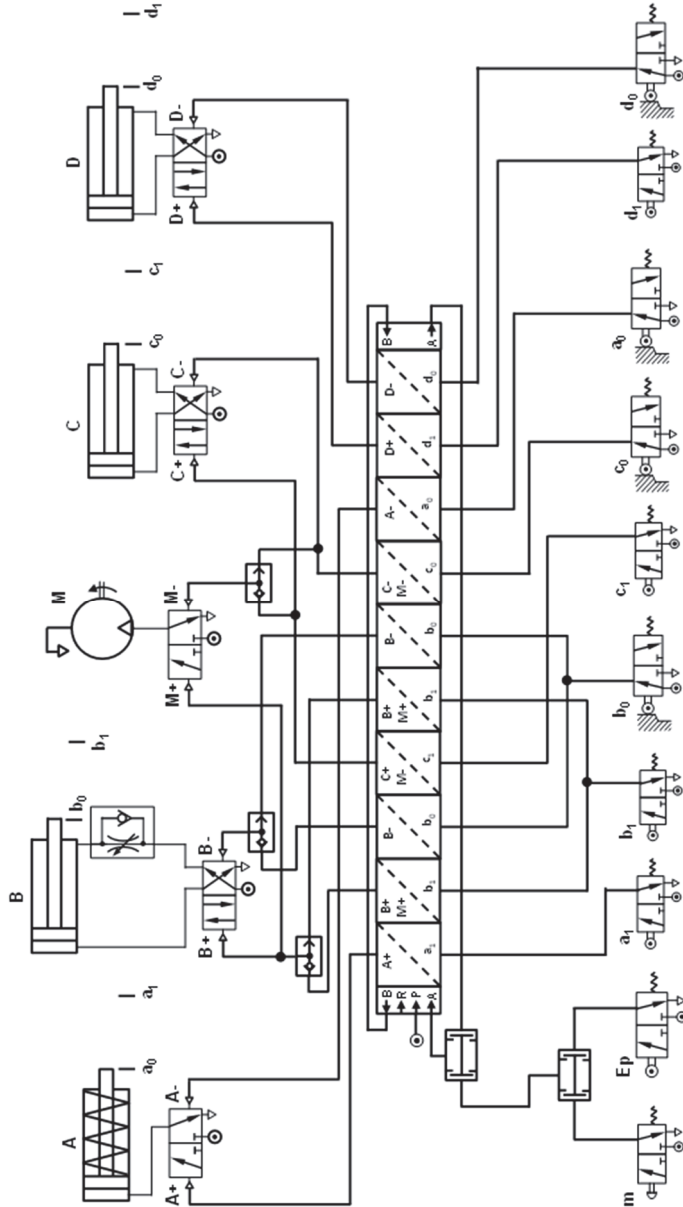 A B M C D
a0 a1 b0 b1 c0 c1 d0 d1
A+ A- B+ B- M+ M- C+ C- D+ D-
B A+ B+ B- C+ B+ B- C- A- D+ D- B
R M+ M- M+ M-
P
A a1 b1 b0 c1 b1 b0 c0 a0 d1 d0 A
m Ep a1 b1 b0 c1 c0 a0 d1 d0